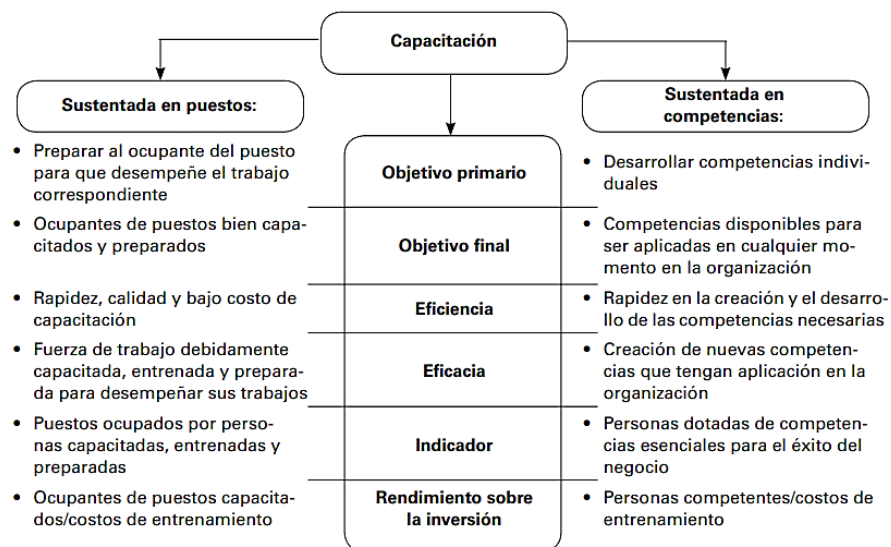 Capacitación
Sustentada en puestos:
• Preparar al ocupante del puesto
para que desempeñe el trabajo
correspondiente
• Ocupantes de puestos bien capa-
citados y preparados
• Rapidez, calidad y bajo costo de
capacitación
• Fuerza de trabajo debidamente
capacitada, entrenada y prepara-
da para desempeñar sus trabajos
• Puestos ocupados por perso-
nas capacitadas, entrenadas y
preparadas
• Ocupantes de puestos capacita-
dos/costos de entrenamiento
Objetivo primario
Objetivo final
Eficiencia
Eficacia
Indicador
Rendimiento sobre
la inversión
Sustentada en
competencias:
• Desarrollar competencias indivi-
duales
• Competencias disponibles para
ser aplicadas en cualquier mo-
mento en la organización
• Rapidez en la creación y el desarro-
llo de las competencias necesarias
• Creación de nuevas competen-
cias que tengan aplicación en la
organización
• Personas dotadas de competen-
cias esenciales para el éxito del
negocio
• Personas competentes/costos de
entrenamiento